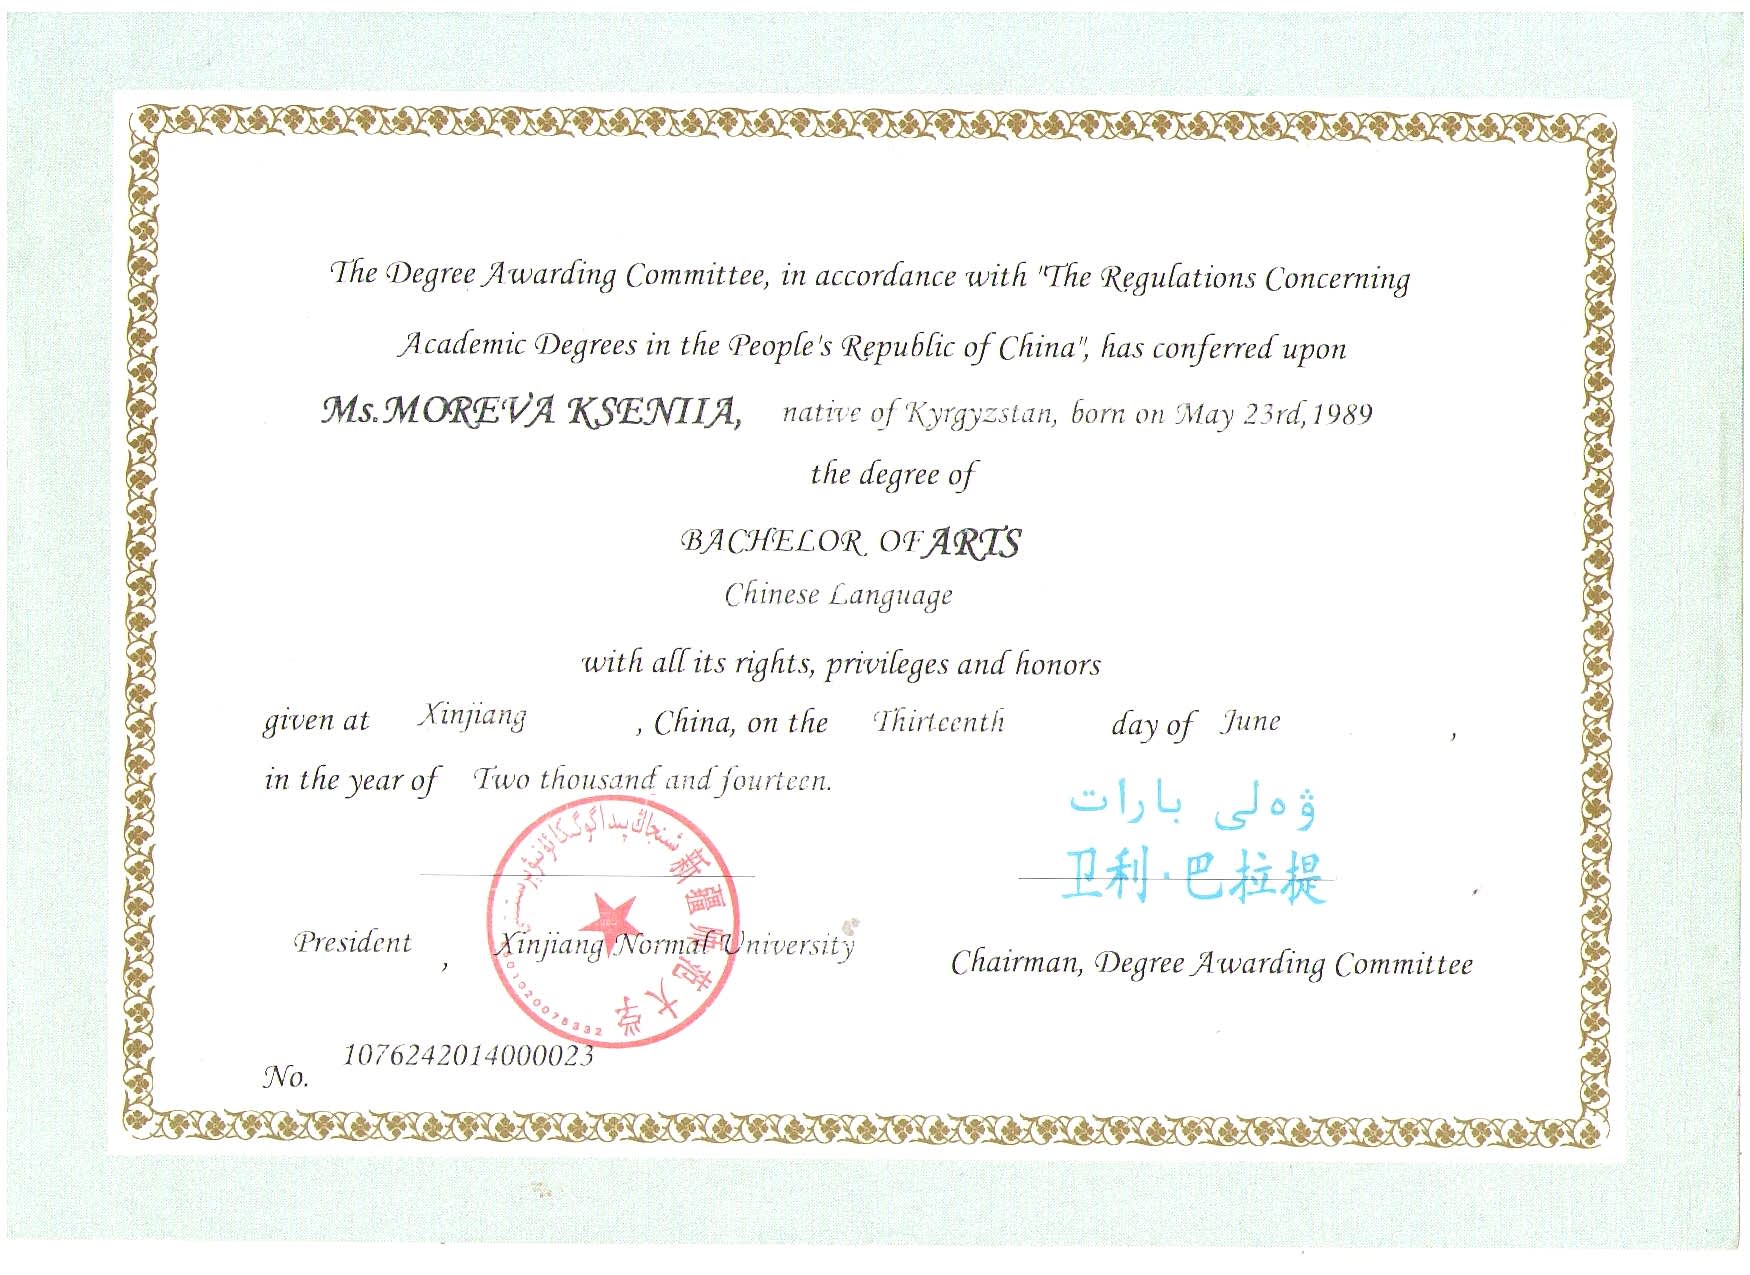 The Degree Awarding Committee, in accordance with "The Regulations Concerning
Academic Degrees in the People's Republic of China", has conferred upon
Ms. MOREVA KSENIIA, native of Kyrgyzstan, born on May 23rd, 1989
the degree of
BACHELOR OF ARTS
Chinese Language
with all its rights, privileges and honors
given at Xinjiang , China, on the Thirteenth day of June ,
in the year of Two thousand and fourteen.
ۋەلى بارات
卫利·巴拉提
شىنجاڭ پېداگوگىكا ئۇنىۋېرسىتېتى
新疆师范大学
President , Xinjiang Normal University
Chairman, Degree Awarding Committee
No. 1076242014000023